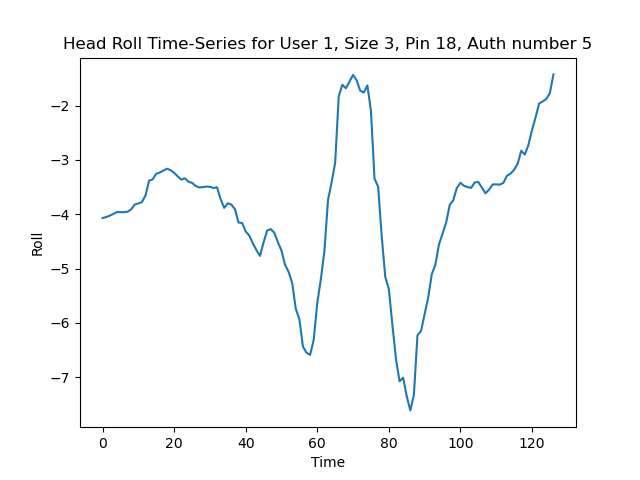 Head Roll Time-Series for User 1, Size 3, Pin 18, Auth number 5
−2
−3
−4
−5
−6
−7
Roll
0 20 40 60 80 100 120
Time